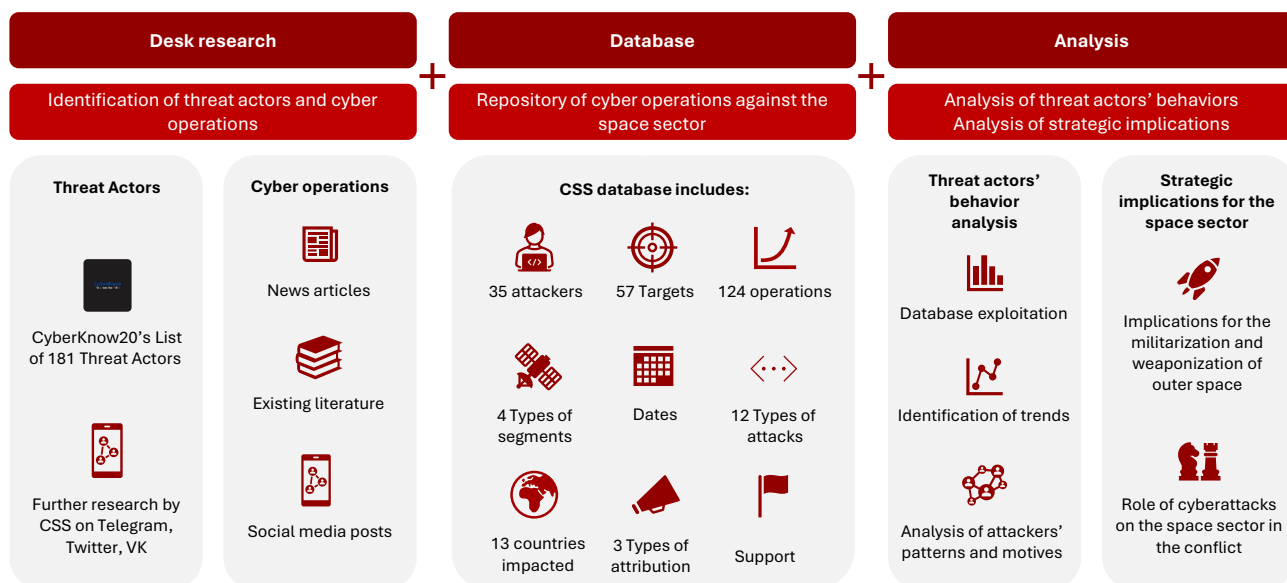 Desk research
Identification of threat actors and cyber
operations
Threat Actors
CyberKnow20's List
of 181 Threat Actors
Further research by
CSS on Telegram,
Twitter, VK
Cyber operations
News articles
Existing literature
Social media posts
+
Database
Repository of cyber operations against the
space sector
CSS database includes:
35 attackers
57 Targets
124 operations
4 Types of
segments
Dates
12 Types of
attacks
13 countries
impacted
3 Types of
attribution
Support
+
Analysis
Analysis of threat actors' behaviors
Analysis of strategic implications
Threat actors'
behavior
analysis
Database exploitation
Identification of trends
Analysis of attackers'
patterns and motives
Strategic
implications for the
space sector
Implications for the
militarization and
weaponization of
outer space
Role of cyberattacks
on the space sector in
the conflict